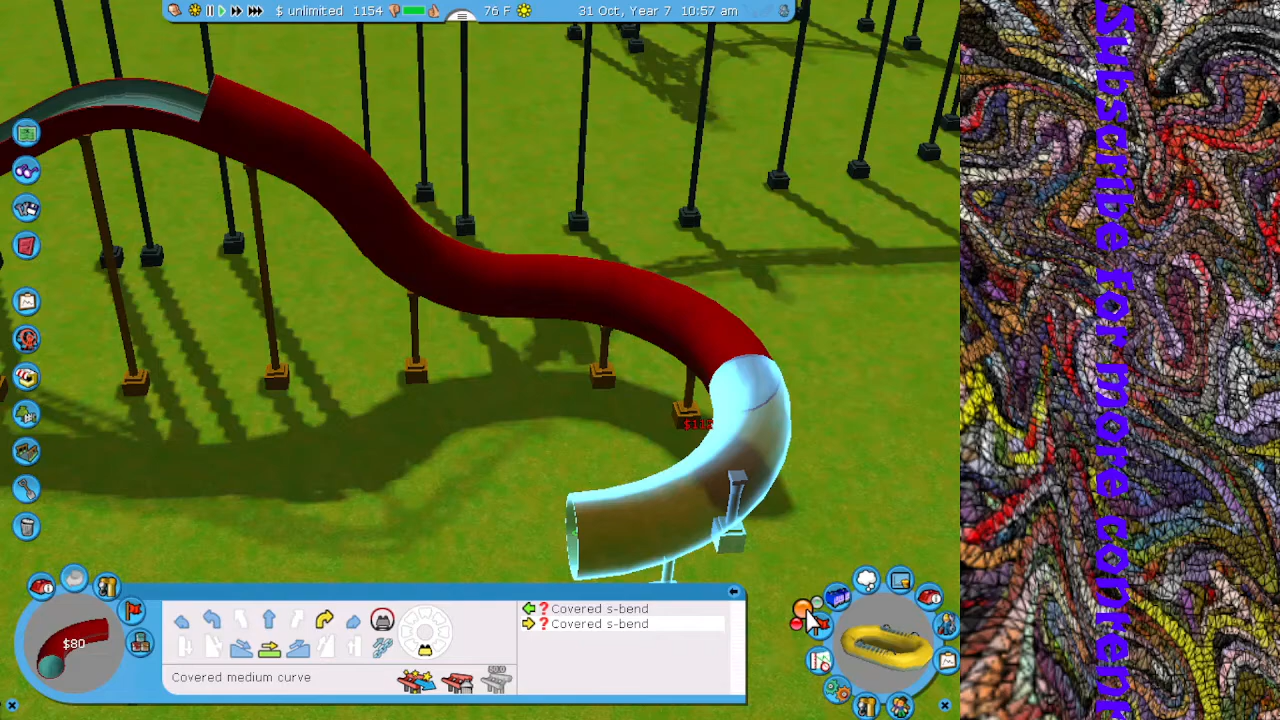 $ unlimited 1154 76 F 31 Oct, Year 7 10:57 am
$80
Covered s-bend
Covered s-bend
Covered medium curve
Subscribe for more content